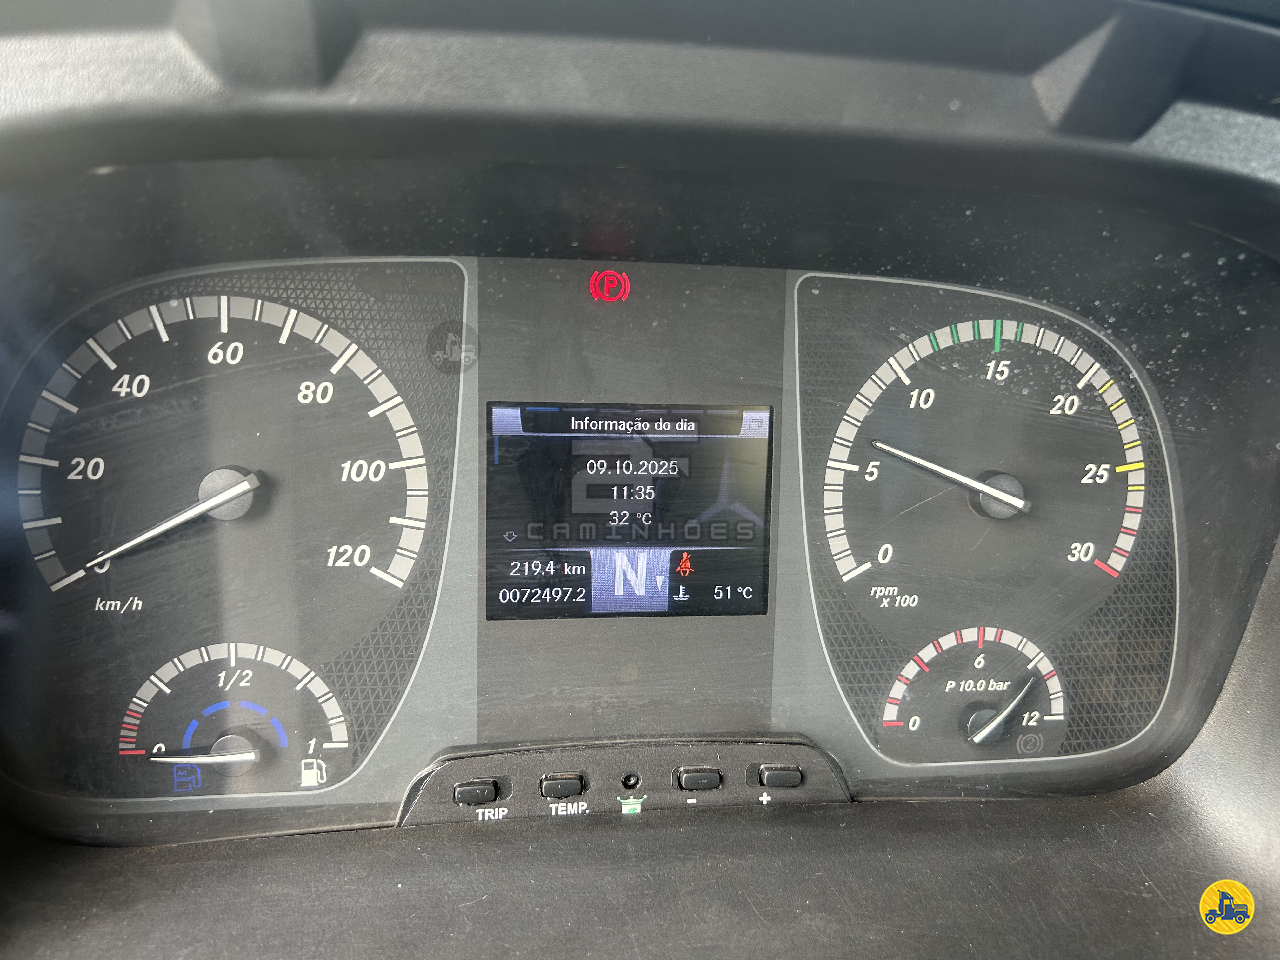 20
40
60
80
100
120
0
km/h
1/2
0
1
P
Informação do dia
09.10.2025
11:35
32 °C
CAMINHÕES
219.4 km
0072497.2
N
51 °C
0
5
10
15
20
25
30
rpm
x 100
0
6
12
P 10.0 bar
2
TRIP
TEMP.
-
+